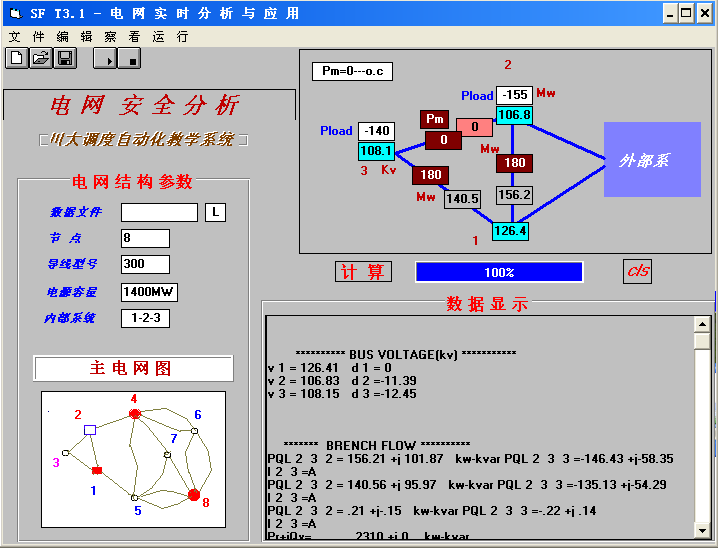 SF T3.1 - 电 网 实 时 分 析 与 应 用
文 件 编 辑 察 看 运 行
电 网 安 全 分 析
川大调度自动化教学系统
电 网 结 构 参 数
数据文件 L
节 点 8
导线型号 300
电源容量 1400MW
内部系统 1-2-3
主 电 网 图
4
2 6
7
3
1
5 8
Pm=0---o.c
2
Pload -155 Mw
106.8
Pm
Pload -140
0
0
108.1
Mw
3 Kv
180
180
外部系
Mw
140.5
156.2
1
126.4
计 算 100% cls
数 据 显 示
********** BUS VOLTAGE(kv) ***********
v 1 = 126.41 d 1 = 0
v 2 = 106.83 d 2 =-11.39
v 3 = 108.15 d 3 =-12.45
******* BRENCH FLOW **********
PQL 2 3 2 = 156.21 +j 101.87 kw-kvar PQL 2 3 3 =-146.43 +j-58.35
I 2 3 =A
PQL 2 3 2 = 140.56 +j 95.97 kw-kvar PQL 2 3 3 =-135.13 +j-54.29
I 2 3 =A
PQL 2 3 2 = .21 +j-.15 kw-kvar PQL 2 3 3 =-.22 +j .14
I 2 3 =A
2310 +j 0 kw-kvar